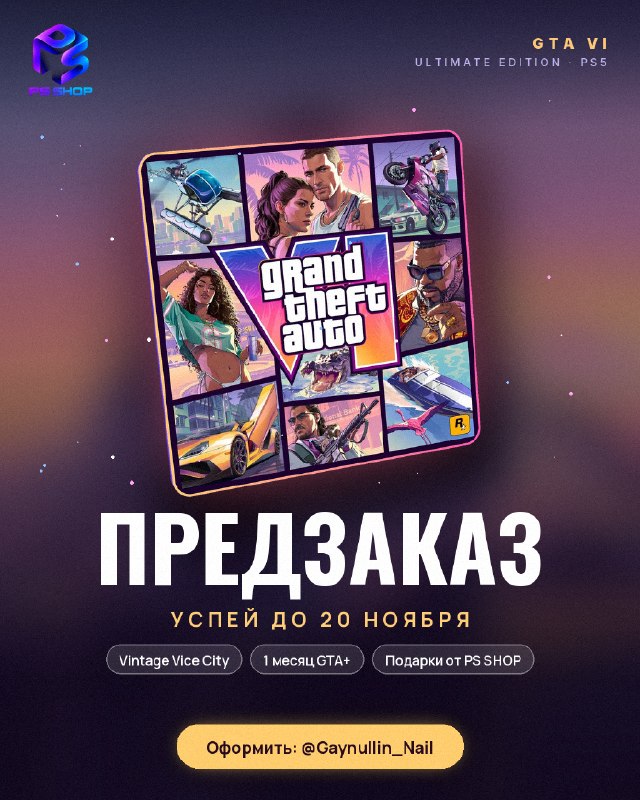 PS SHOP
GTA VI
ULTIMATE EDITION · PS5
VI
grand
theft
auto
R
ПРЕДЗАКАЗ
УСПЕЙ ДО 20 НОЯБРЯ
Vintage Vice City
1 месяц GTA+
Подарки от PS SHOP
Оформить: @Gaynullin_Nail